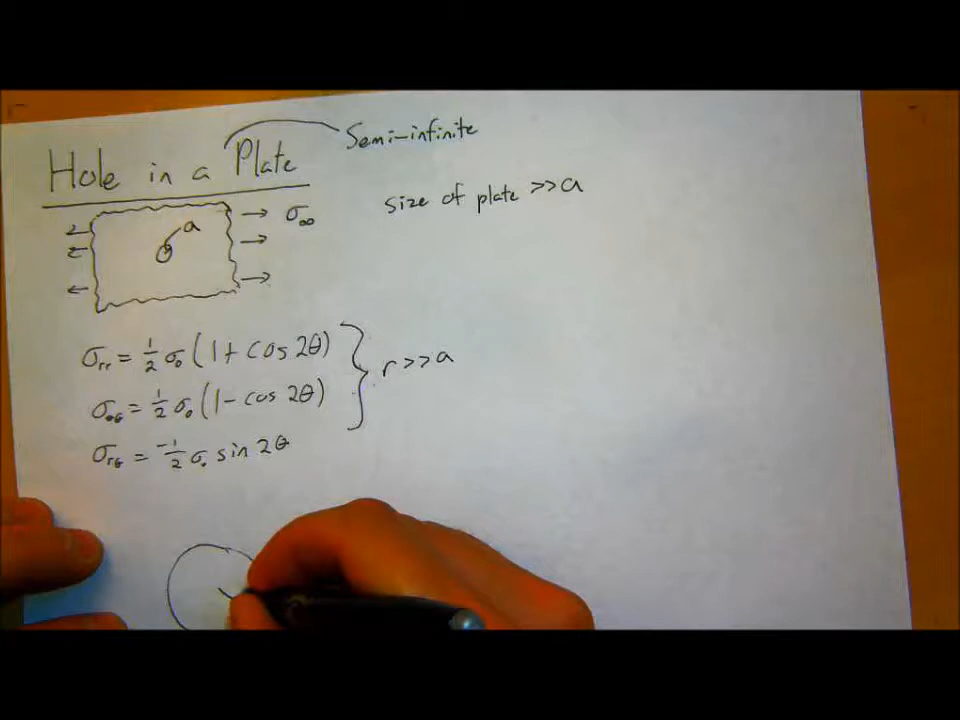 Hole in a Plate
Semi-infinite
size of plate >>a
a
σ∞
σrr = 1/2 σ₀ (1 + cos 2θ)
σθθ = 1/2 σ₀ (1 - cos 2θ)
σrθ = -1/2 σ₀ sin 2θ
r >> a